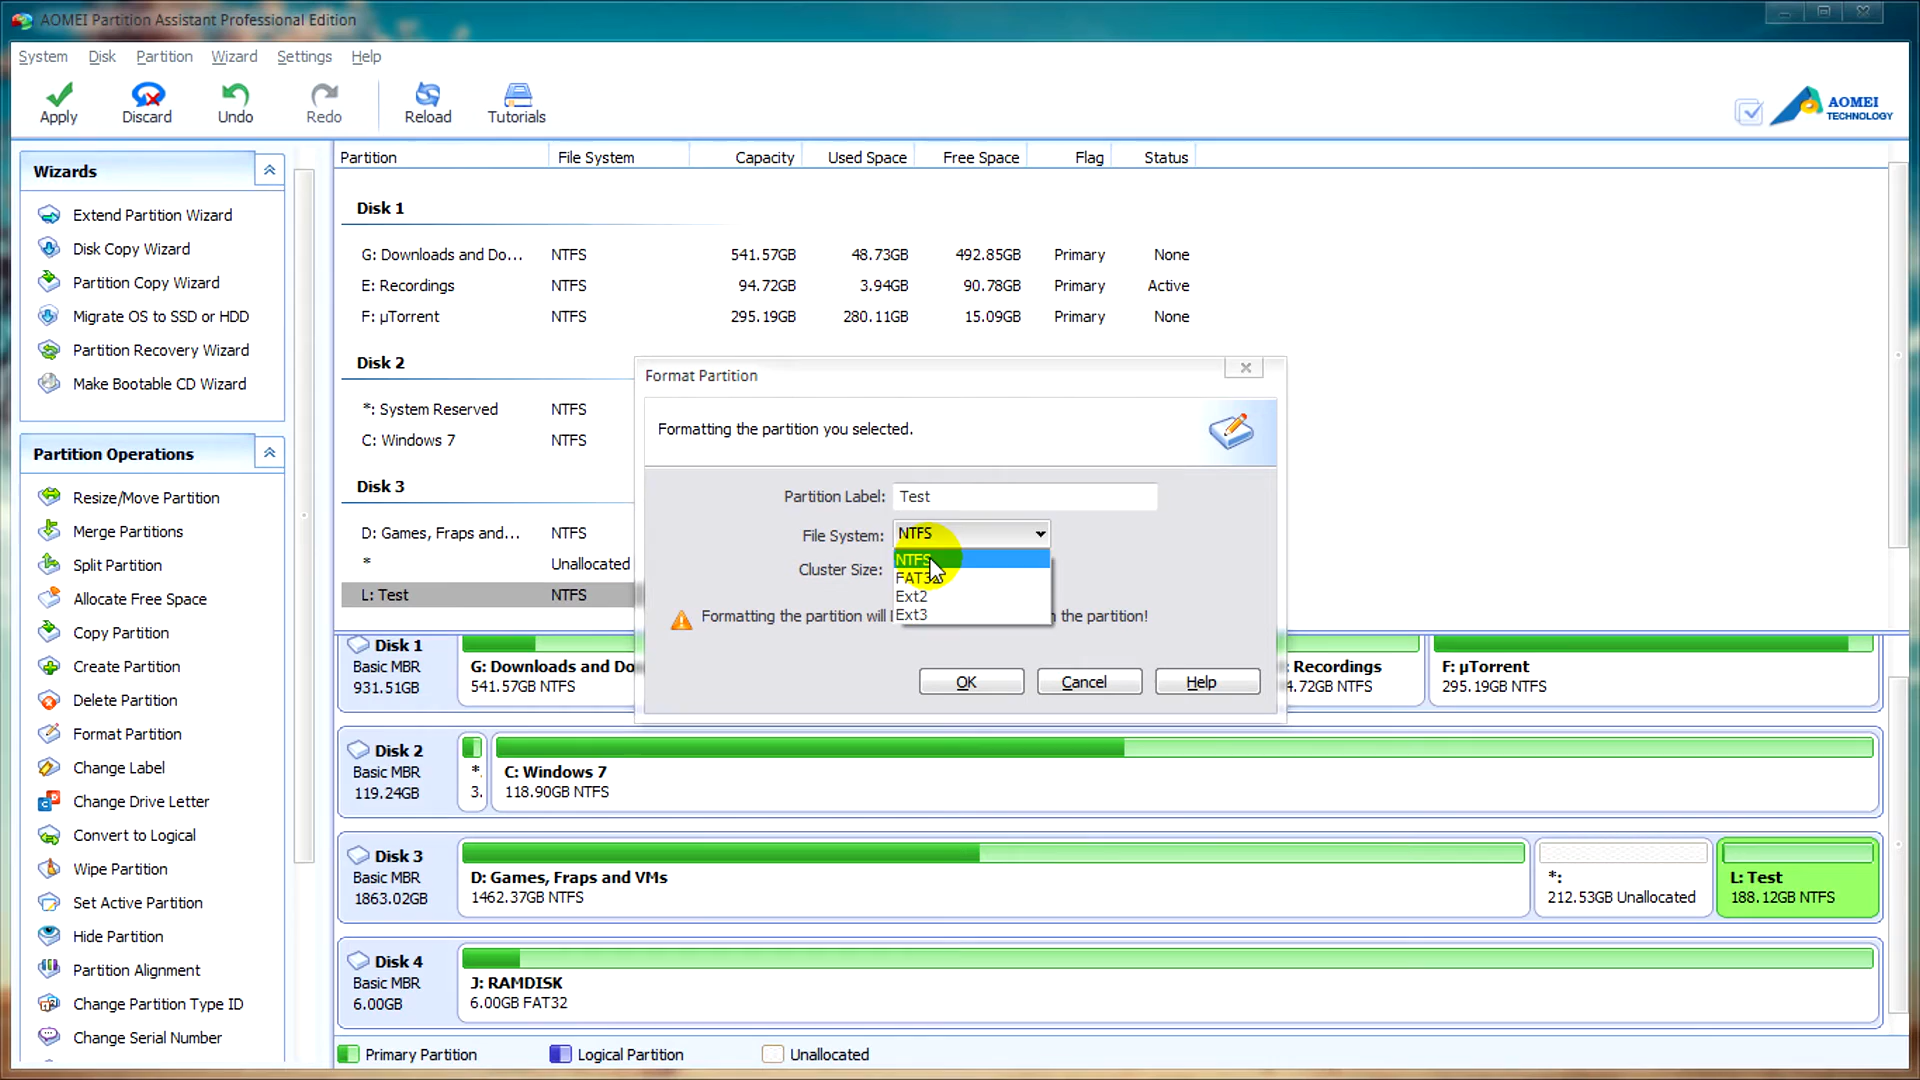 AOMEI Partition Assistant Professional Edition
System Disk Partition Wizard Settings Help
Apply Discard Undo Redo Reload Tutorials
AOMEI
TECHNOLOGY
Wizards
Extend Partition Wizard
Disk Copy Wizard
Partition Copy Wizard
Migrate OS to SSD or HDD
Partition Recovery Wizard
Make Bootable CD Wizard
Partition Operations
Resize/Move Partition
Merge Partitions
Split Partition
Allocate Free Space
Copy Partition
Create Partition
Delete Partition
Format Partition
Change Label
Change Drive Letter
Convert to Logical
Wipe Partition
Set Active Partition
Hide Partition
Partition Alignment
Change Partition Type ID
Change Serial Number
Partition File System Capacity Used Space Free Space Flag Status
Disk 1
G: Downloads and Do... NTFS 541.57GB 48.73GB 492.85GB Primary None
E: Recordings NTFS 94.72GB 3.94GB 90.78GB Primary Active
F: µTorrent NTFS 295.19GB 280.11GB 15.09GB Primary None
Disk 2
*: System Reserved NTFS
C: Windows 7 NTFS
Disk 3
D: Games, Fraps and... NTFS
* Unallocated
L: Test NTFS
Format Partition
Formatting the partition you selected.
Partition Label: Test
File System: NTFS
NTFS
FAT3
Ext2
Ext3
Cluster Size:
Formatting the partition will the partition!
OK Cancel Help
Disk 1
Basic MBR
931.51GB
G: Downloads and Do
541.57GB NTFS
Recordings
4.72GB NTFS
F: µTorrent
295.19GB NTFS
Disk 2
Basic MBR
119.24GB
*:
3.
C: Windows 7
118.90GB NTFS
Disk 3
Basic MBR
1863.02GB
D: Games, Fraps and VMs
1462.37GB NTFS
*:
212.53GB Unallocated
L: Test
188.12GB NTFS
Disk 4
Basic MBR
6.00GB
J: RAMDISK
6.00GB FAT32
Primary Partition Logical Partition Unallocated